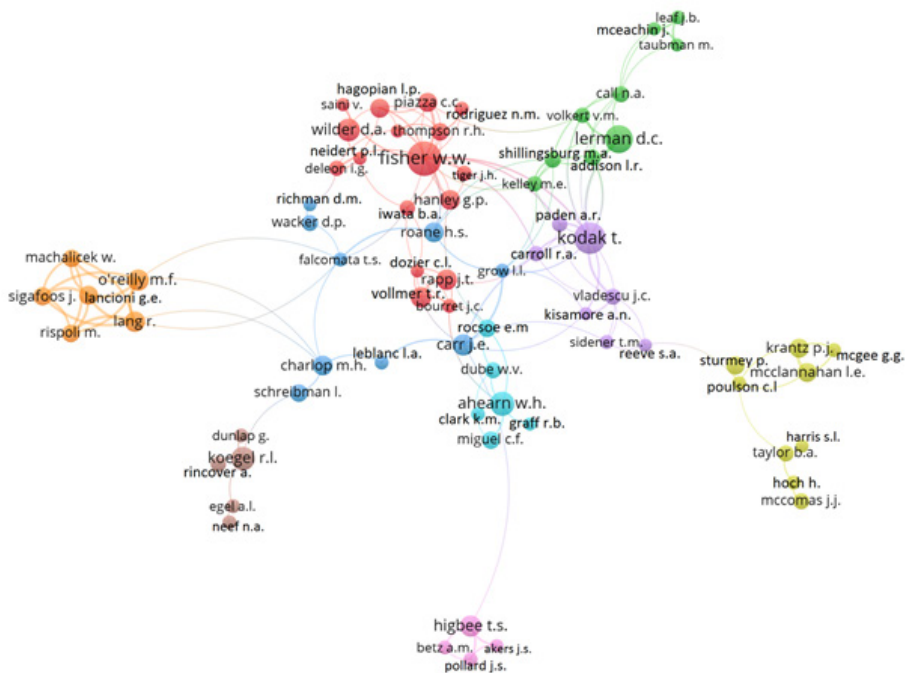 leaf j.b.
mceachin j.
taubman m.
hagopian l.p.
call n.a.
saini v.
piazza c.c.
rodriguez n.m.
volkert v.m.
wilder d.a.
thompson r.h.
lerman d.c.
neidert p.l.
fisher w.w.
shillingsburg m.a.
deleon i.g.
tiger j.h.
addison l.r.
kelley m.e.
richman d.m.
hanley g.p.
iwata b.a.
paden a.r.
wacker d.p.
roane h.s.
kodak t.
machalicek w.
falcomata t.s.
carroll r.a.
dozier c.l.
grow l.l.
o'reilly m.f.
rapp j.t.
sigafoos j.
lancioni g.e.
vollmer t.r.
vladescu j.c.
bourret j.c.
kisamore a.n.
lang r.
rispoli m.
rocsoe e.m
carr j.e.
sidener t.m.
reeve s.a.
krantz p.j.
leblanc l.a.
mcgee g.g.
charlop m.h.
sturmey p.
dube w.v.
mcclannahan l.e.
poulson c.l
schreibman l.
ahearn w.h.
clark k.m.
graff r.b.
dunlap g.
miguel c.f.
harris s.l.
koegel r.l.
taylor b.a.
rincover a.
hoch h.
egel a.l.
mccomas j.j.
neef n.a.
higbee t.s.
betz a.m.
akers j.s.
pollard j.s.